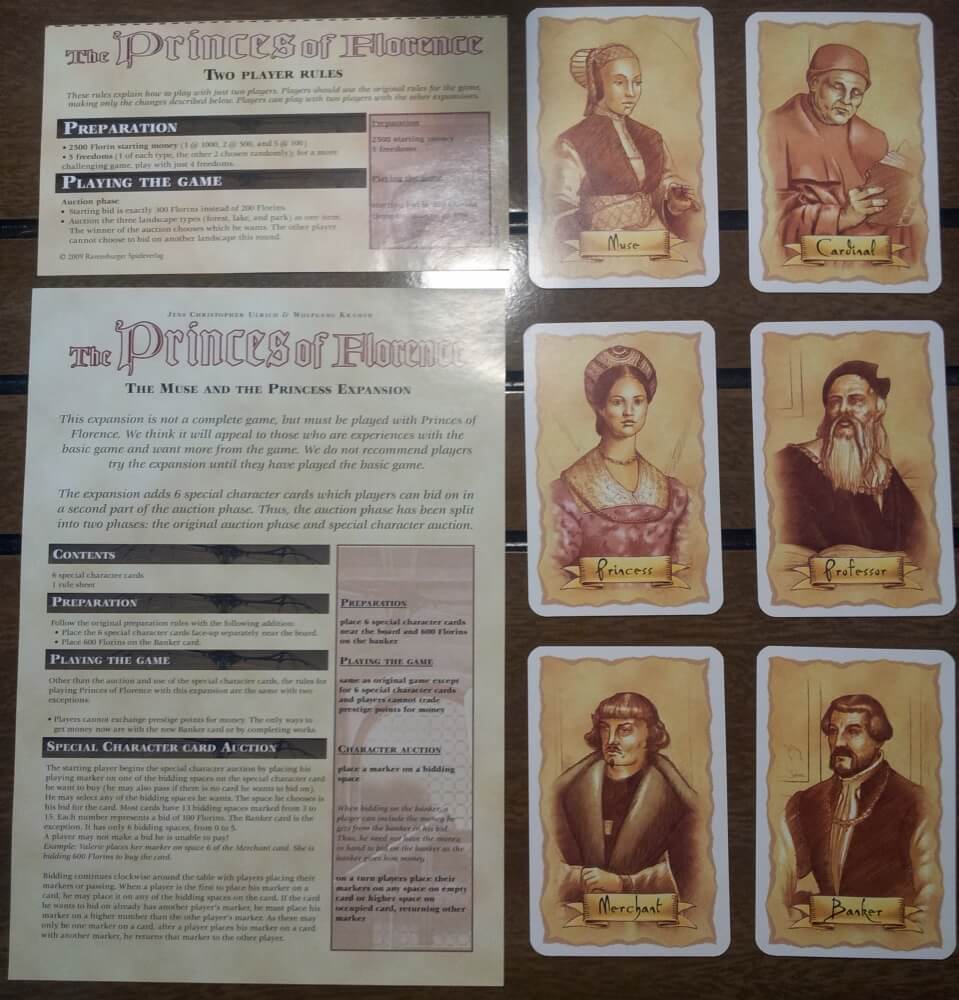 The Princes of Florence
TWO PLAYER RULES
These rules explain how to play with just two players. Players should use the original rules for the game,
making only the changes described below. Players can play with two players with the other expansions.
PREPARATION
• 2500 Florin starting money (1 @ 1000, 2 @ 500, and 5 @ 100)
• 5 freedoms (1 of each type, the other 2 chosen randomly); for a more
challenging game, play with just 4 freedoms.
PLAYING THE GAME
Auction phase
• Starting bid is exactly 300 Florins instead of 200 Florins.
• Auction the three landscape types (forest, lake, and park) as one item.
The winner of the auction chooses which he wants. The other player
cannot choose to bid on another landscape this round.
© 2009 Ravensburger Spieleverlag
Preparation
2500 Florin starting money
5 freedoms
Playing the game
starting bid is
JENS CHRISTOPHER ULRICH & WOLFGANG KRAMER
The Princes of Florence
THE MUSE AND THE PRINCESS EXPANSION
This expansion is not a complete game, but must be played with Princes of
Florence. We think it will appeal to those who are experiences with the
basic game and want more from the game. We do not recommend players
try the expansion until they have played the basic game.
The expansion adds 6 special character cards which players can bid on in
a second part of the auction phase. Thus, the auction phase has been split
into two phases: the original auction phase and special character auction.
CONTENTS
6 special character cards
1 rule sheet
PREPARATION
Follow the original preparation rules with the following addition:
• Place the 6 special character cards face-up separately near the board.
• Place 600 Florins on the Banker card.
PLAYING THE GAME
Other than the auction and use of the special character cards, the rules for
playing Princes of Florence with this expansion are the same with two
exceptions:
• Players cannot exchange prestige points for money. The only ways to
get money now are with the new Banker card or by completing works.
SPECIAL CHARACTER CARD AUCTION
The starting player begins the special character auction by placing his
playing marker on one of the bidding spaces on the special character card
he want to buy (he may also pass if there is no card he wants to bid on).
He may select any of the bidding spaces he wants. The space he chooses is
his bid for the card. Most cards have 13 bidding spaces marked from 3 to
15. Each number represents a bid of 100 Florins. The Banker card is the
exception. It has only 6 bidding spaces, from 0 to 5.
A player may not make a bid he is unable to pay!
Example: Valerie places her marker on space 6 of the Merchant card. She is
bidding 600 Florins to buy the card.
Bidding continues clockwise around the table with players placing their
markers or passing. When a player is the first to place his marker on a
card, he may place it on any of the bidding spaces on the card. If the card
he wants to bid on already has another player's marker, he must place his
marker on a higher number than the othe player's marker. As there may
only be one marker on a card, after a player places his marker on a card
with another marker, he returns that marker to the other player.
PREPARATION
place 6 special character cards
near the board and 600 Florins
on the banker
PLAYING THE GAME
same as original game except
for 6 special character cards
and players cannot trade
prestige points for money
CHARACTER AUCTION
place a marker on a bidding
space
When bidding on the banker, a
player can include the money he
gets from the banker in his bid.
Thus, he need not have the money
in hand to bid on the banker as the
banker gives him money
on a turn players place their
markers on any space on empty
card or higher space on
occupied card, returning other
marker
Muse
Cardinal
Princess
Professor
Merchant
Banker